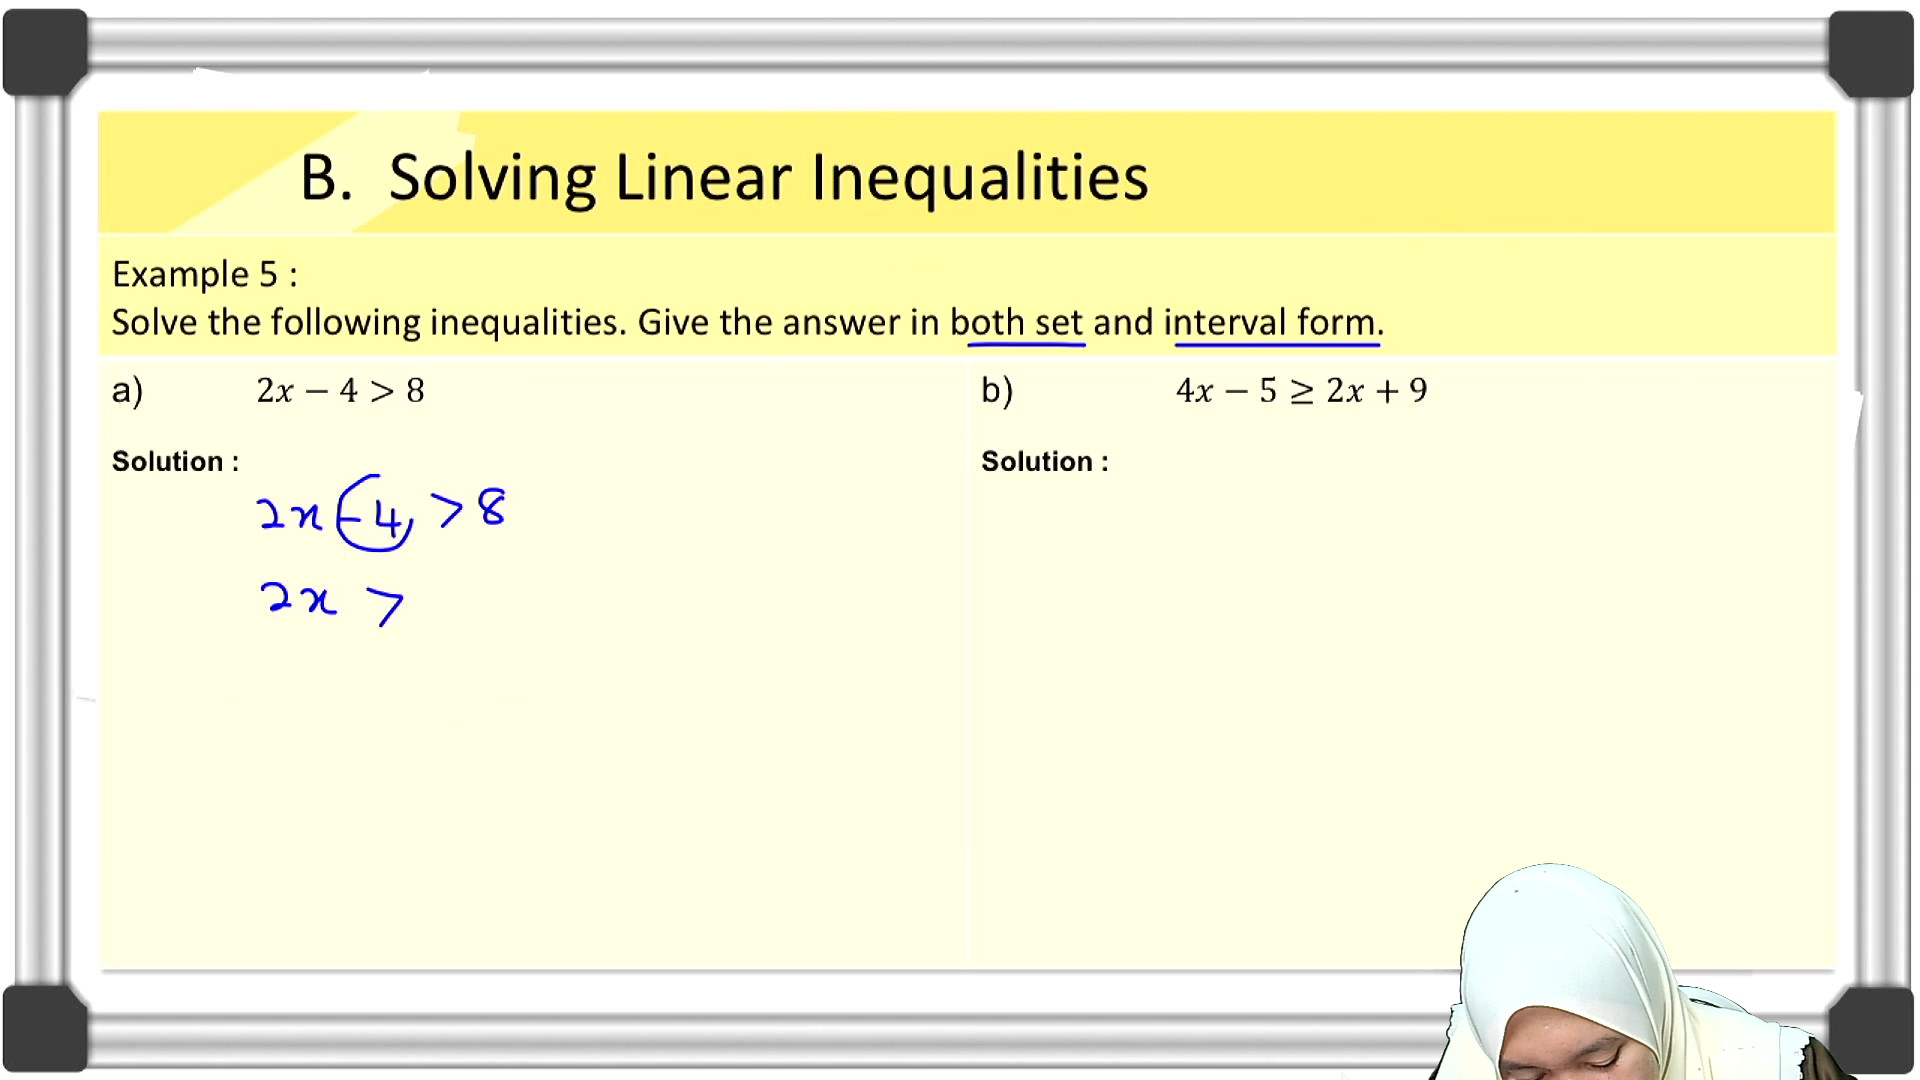 B. Solving Linear Inequalities
Example 5 :
Solve the following inequalities. Give the answer in both set and interval form.
a) 2x − 4 > 8
Solution :
2x - 4 > 8
2x >
b) 4x − 5 ≥ 2x + 9
Solution :